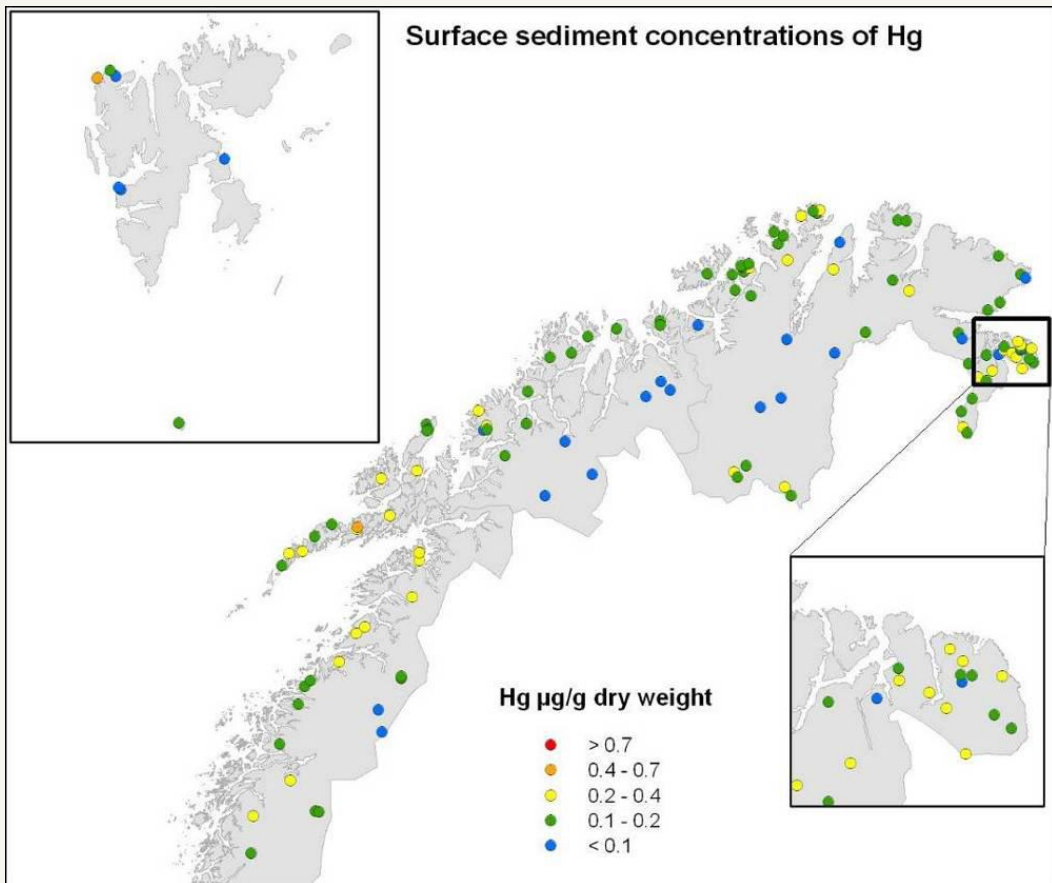 Surface sediment concentrations of Hg
Hg µg/g dry weight
> 0.7
0.4 - 0.7
0.2 - 0.4
0.1 - 0.2
< 0.1